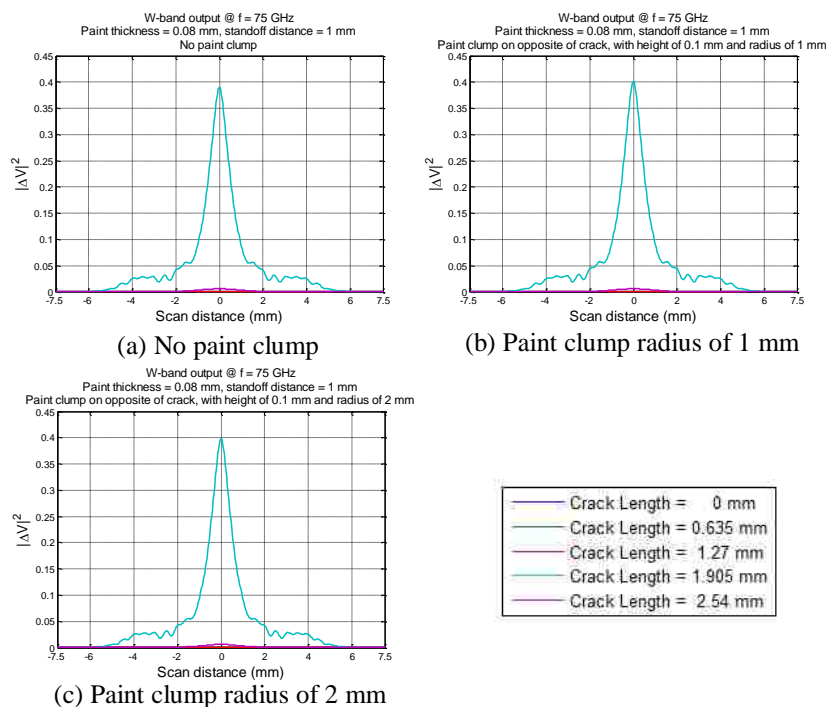 W-band output @ f = 75 GHz
Paint thickness = 0.08 mm, standoff distance = 1 mm
No paint clump
0.45
0.4
0.35
0.3
0.25
0.2
0.15
0.1
0.05
0
|ΔV|²
-7.5 -6 -4 -2 0 2 4 6 7.5
Scan distance (mm)
(a) No paint clump
W-band output @ f = 75 GHz
Paint thickness = 0.08 mm, standoff distance = 1 mm
Paint clump on opposite of crack, with height of 0.1 mm and radius of 1 mm
0.45
0.4
0.35
0.3
0.25
0.2
0.15
0.1
0.05
0
|ΔV|²
-7.5 -6 -4 -2 0 2 4 6 7.5
Scan distance (mm)
(b) Paint clump radius of 1 mm
W-band output @ f = 75 GHz
Paint thickness = 0.08 mm, standoff distance = 1 mm
Paint clump on opposite of crack, with height of 0.1 mm and radius of 2 mm
0.45
0.4
0.35
0.3
0.25
0.2
0.15
0.1
0.05
0
|ΔV|²
-7.5 -6 -4 -2 0 2 4 6 7.5
Scan distance (mm)
(c) Paint clump radius of 2 mm
Crack Length = 0 mm
Crack Length = 0.635 mm
Crack Length = 1.27 mm
Crack Length = 1.905 mm
Crack Length = 2.54 mm